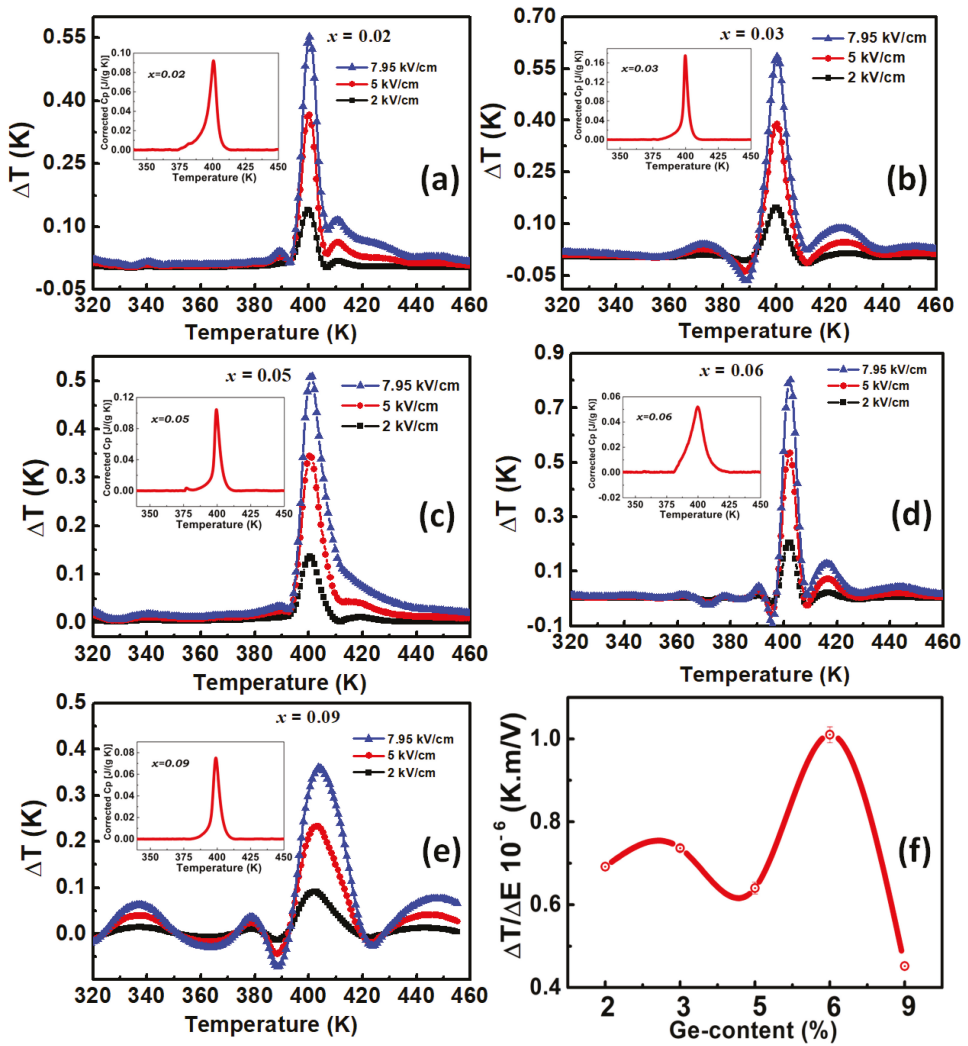 x = 0.02
7.95 kV/cm
5 kV/cm
2 kV/cm
(a)
ΔT (K)
0.55
0.40
0.25
0.10
-0.05
320 340 360 380 400 420 440 460
Temperature (K)
x=0.02
Corrected Cp [J/(g K)]
0.10
0.08
0.06
0.04
0.02
0.00
350 375 400 425 450
Temperature (K)
x = 0.03
7.95 kV/cm
5 kV/cm
2 kV/cm
(b)
ΔT (K)
0.70
0.55
0.40
0.25
0.10
-0.05
320 340 360 380 400 420 440 460
Temperature (K)
x=0.03
Corrected Cp [J/(g K)]
0.16
0.12
0.08
0.04
0.00
350 375 400 425 450
Temperature (K)
x = 0.05
7.95 kV/cm
5 kV/cm
2 kV/cm
(c)
ΔT (K)
0.5
0.4
0.3
0.2
0.1
0.0
320 340 360 380 400 420 440 460
Temperature (K)
x=0.05
Corrected Cp [J/(g K)]
0.12
0.08
0.04
0.00
350 375 400 425 450
Temperature (K)
x = 0.06
7.95 kV/cm
5 kV/cm
2 kV/cm
(d)
ΔT (K)
0.9
0.7
0.5
0.3
0.1
-0.1
320 340 360 380 400 420 440 460
Temperature (K)
x=0.06
Corrected Cp [J/(g K)]
0.06
0.04
0.02
0.00
-0.02
350 375 400 425 450
Temperature (K)
x = 0.09
7.95 kV/cm
5 kV/cm
2 kV/cm
(e)
ΔT (K)
0.5
0.4
0.3
0.2
0.1
0.0
-0.1
320 340 360 380 400 420 440 460
Temperature (K)
x=0.09
Corrected Cp [J/(g K)]
0.08
0.06
0.04
0.02
0.00
350 375 400 425 450
Temperature (K)
(f)
ΔT/ΔE 10⁻⁶ (K.m/V)
1.0
0.8
0.6
0.4
2 3 5 6 9
Ge-content (%)